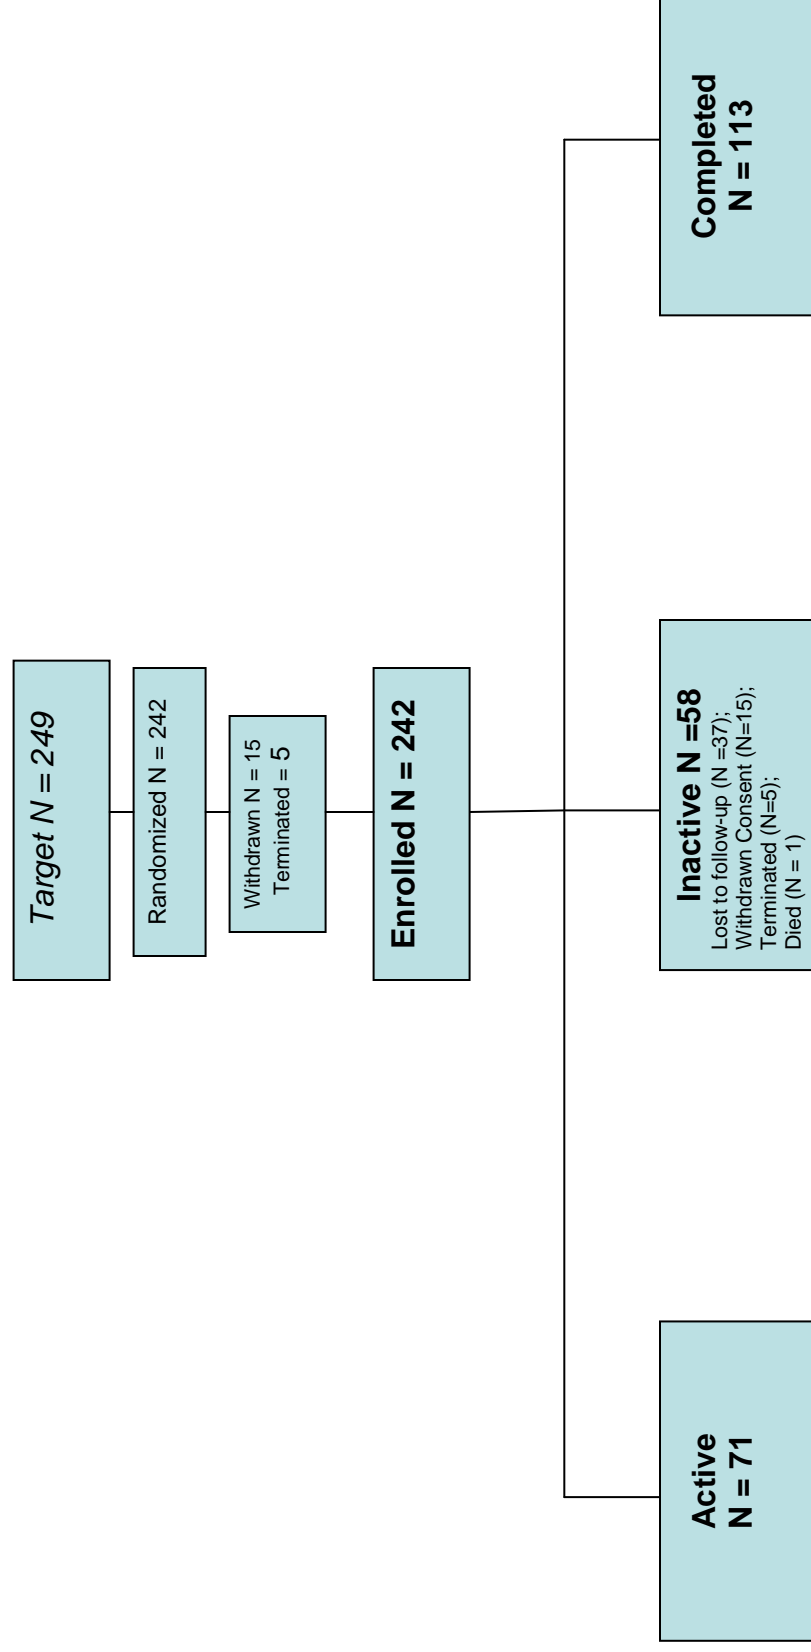 Target N = 249
Randomized N = 242
Withdrawn N = 15
Terminated = 5
Enrolled N = 242
Active
N = 71
Inactive N =58
Lost to follow-up (N =37);
Withdrawn Consent (N=15);
Terminated (N=5);
Died (N = 1)
Completed
N = 113